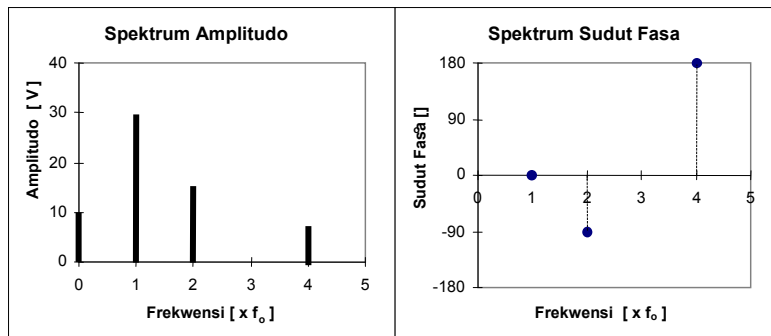 Spektrum Amplitudo
40
30
20
10
0
0 1 2 3 4 5
Amplitudo [ V ]
Frekwensi [ x fo ]
Spektrum Sudut Fasa
180
90
0
-90
-180
0 1 2 3 4 5
Sudut Fasa [o]
Frekwensi [ x fo ]